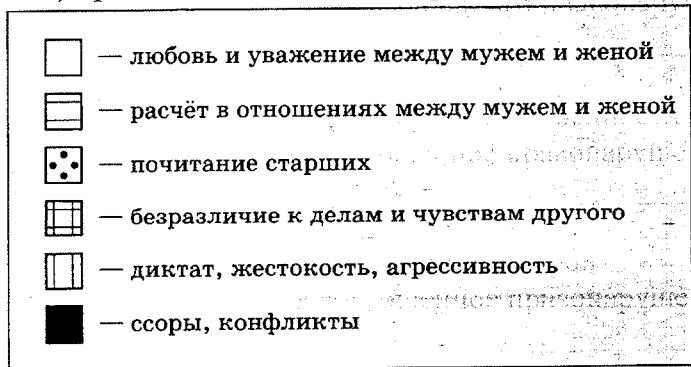 — любовь и уважение между мужем и женой
— расчёт в отношениях между мужем и женой
— почитание старших
— безразличие к делам и чувствам другого
— диктат, жестокость, агрессивность
— ссоры, конфликты